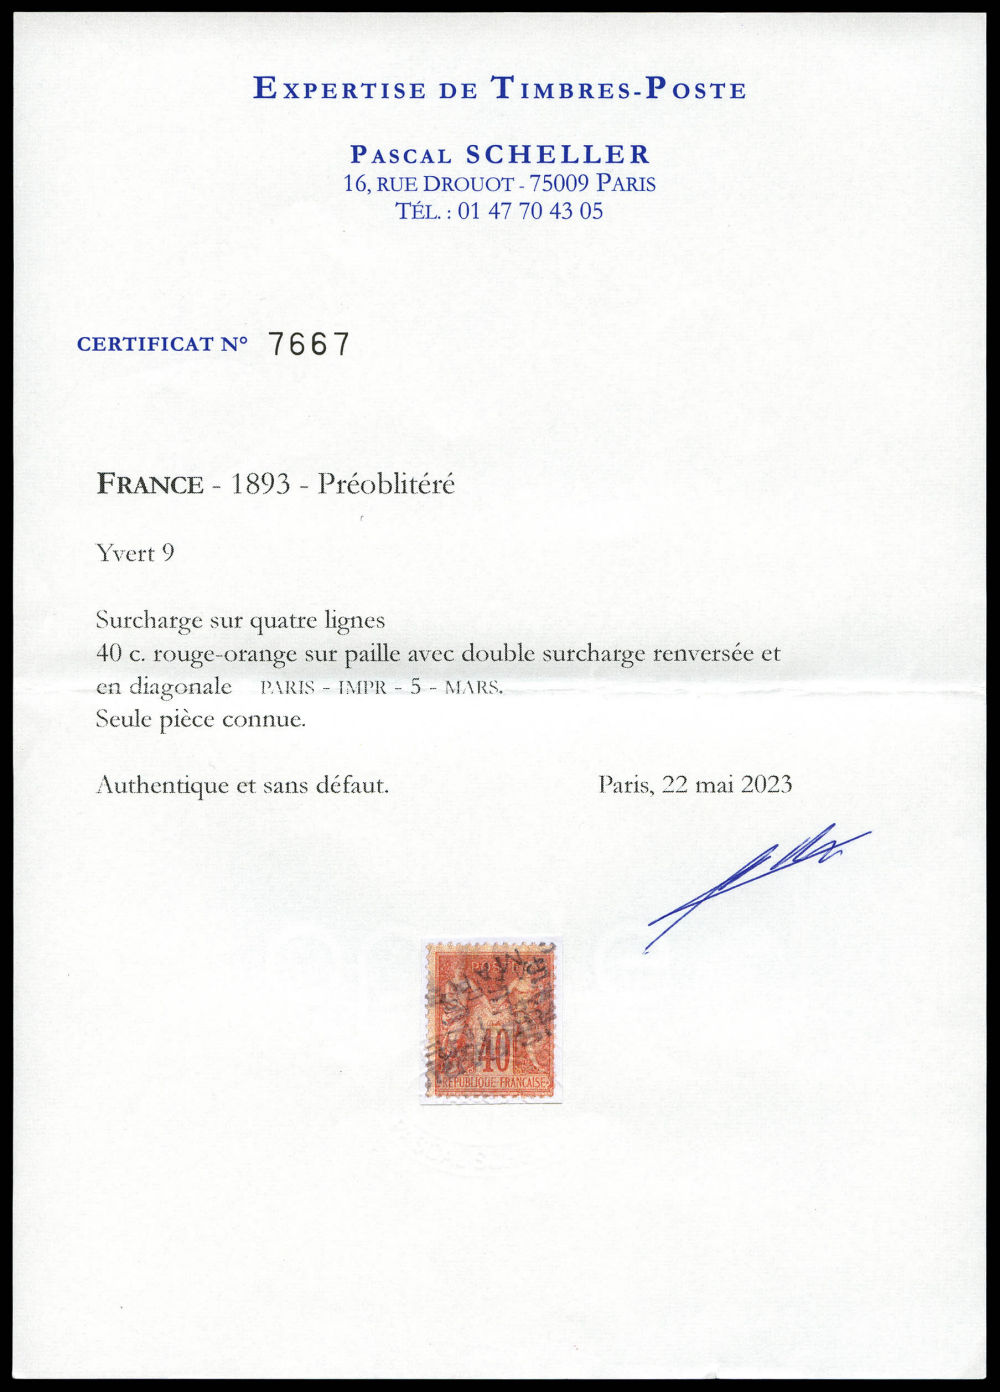 EXPERTISE DE TIMBRES-POSTE
PASCAL SCHELLER
16, RUE DROUOT - 75009 PARIS
TÉL. : 01 47 70 43 05
CERTIFICAT N° 7667
FRANCE - 1893 - Préoblitéré
Yvert 9
Surcharge sur quatre lignes
40 c. rouge-orange sur paille avec double surcharge renversée et
en diagonale PARIS - IMPR - 5 - MARS.
Seule pièce connue.
Authentique et sans défaut.
Paris, 22 mai 2023
40
REPUBLIQUE FRANÇAISE